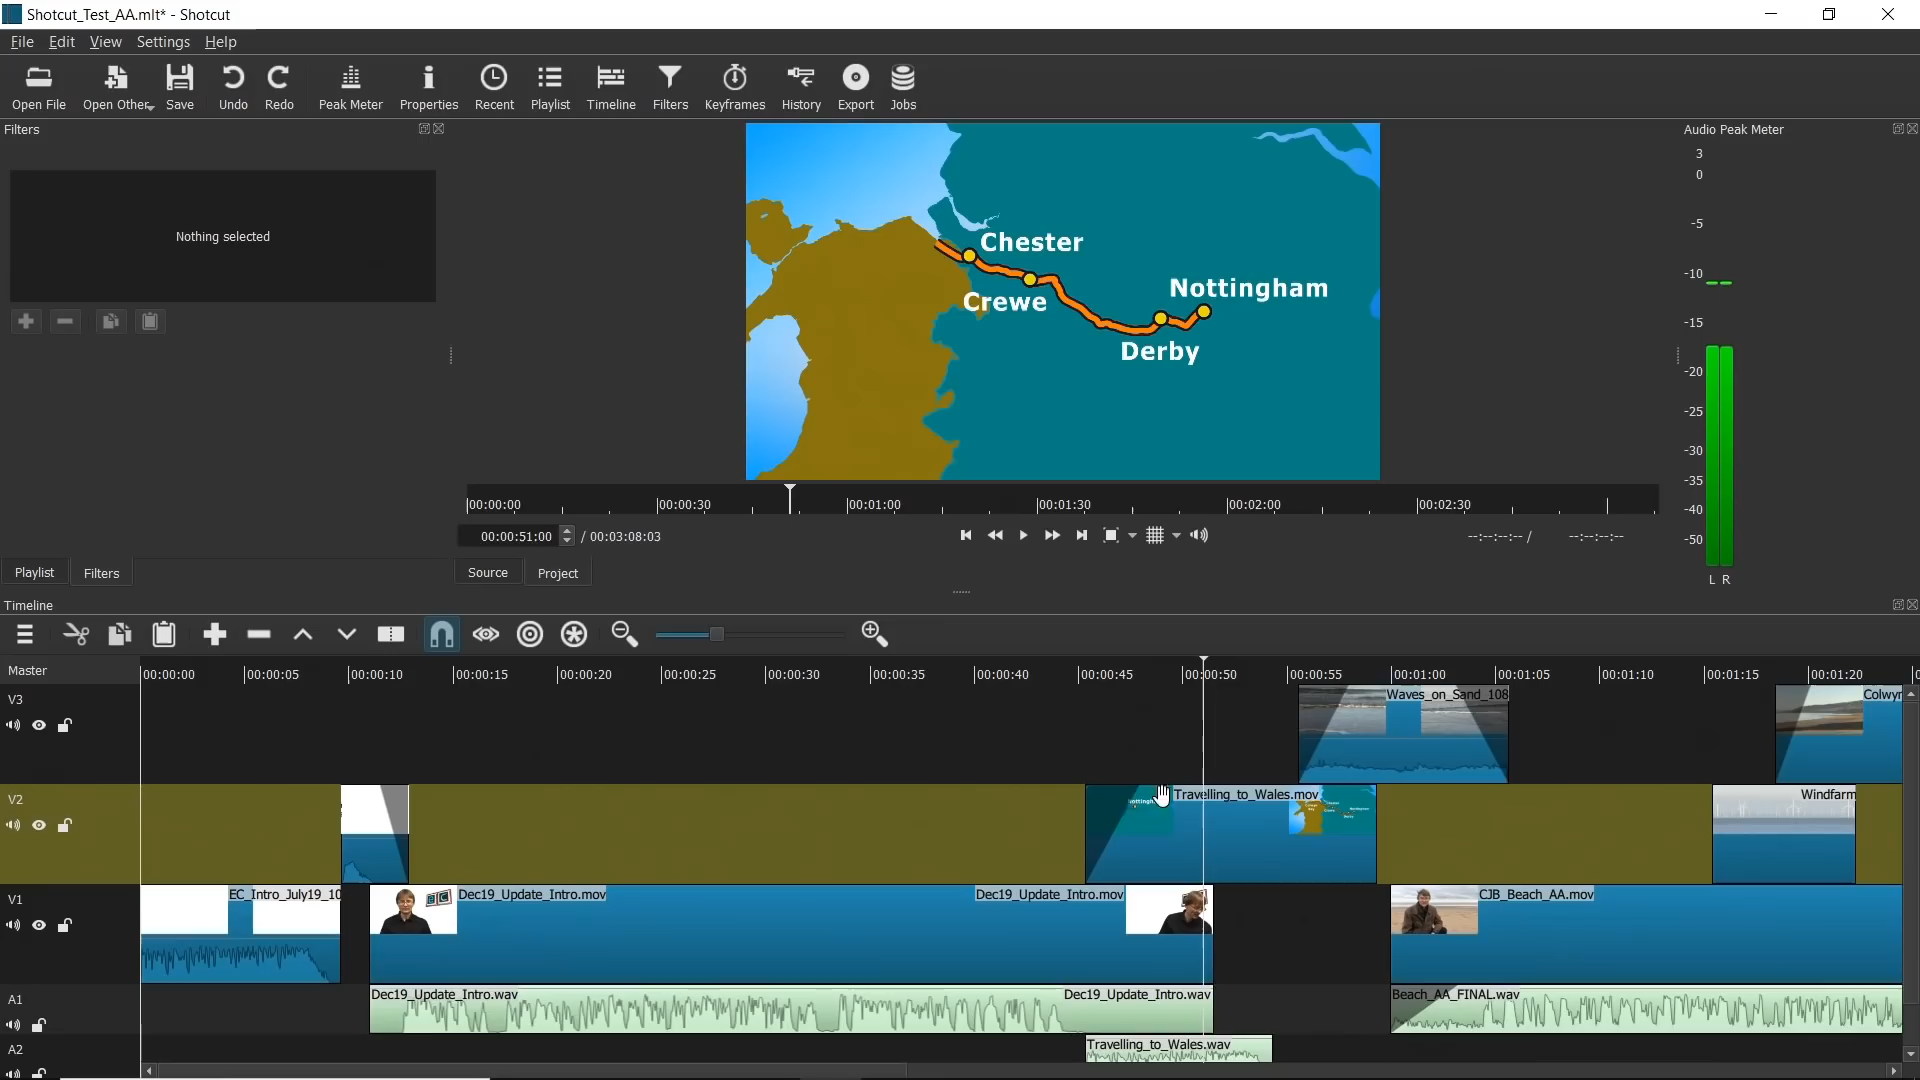 Shotcut_Test_AA.mlt* - Shotcut
File Edit View Settings Help
Open File Open Other Save Undo Redo Peak Meter Properties Recent Playlist Timeline Filters Keyframes History Export Jobs
Filters
Nothing selected
Chester
Crewe
Nottingham
Derby
Audio Peak Meter
3
0
-5
-10
-15
-20
-25
-30
-35
-40
-50
L R
00:00:00 00:00:30 00:01:00 00:01:30 00:02:00 00:02:30
00:00:51:00 / 00:03:08:03 --:--:--:-- / --:--:--:--
Playlist Filters Source Project
Timeline
Master 00:00:00 00:00:05 00:00:10 00:00:15 00:00:20 00:00:25 00:00:30 00:00:35 00:00:40 00:00:45 00:00:50 00:00:55 00:01:00 00:01:05 00:01:10 00:01:15 00:01:20
V3 Waves_on_Sand_108 Colwyn
V2 Travelling_to_Wales.mov Windfarm
V1 EC_Intro_July19_10 Dec19_Update_Intro.mov Dec19_Update_Intro.mov CJB_Beach_AA.mov
A1 Dec19_Update_Intro.wav Dec19_Update_Intro.wav Beach_AA_FINAL.wav
A2 Travelling_to_Wales.wav